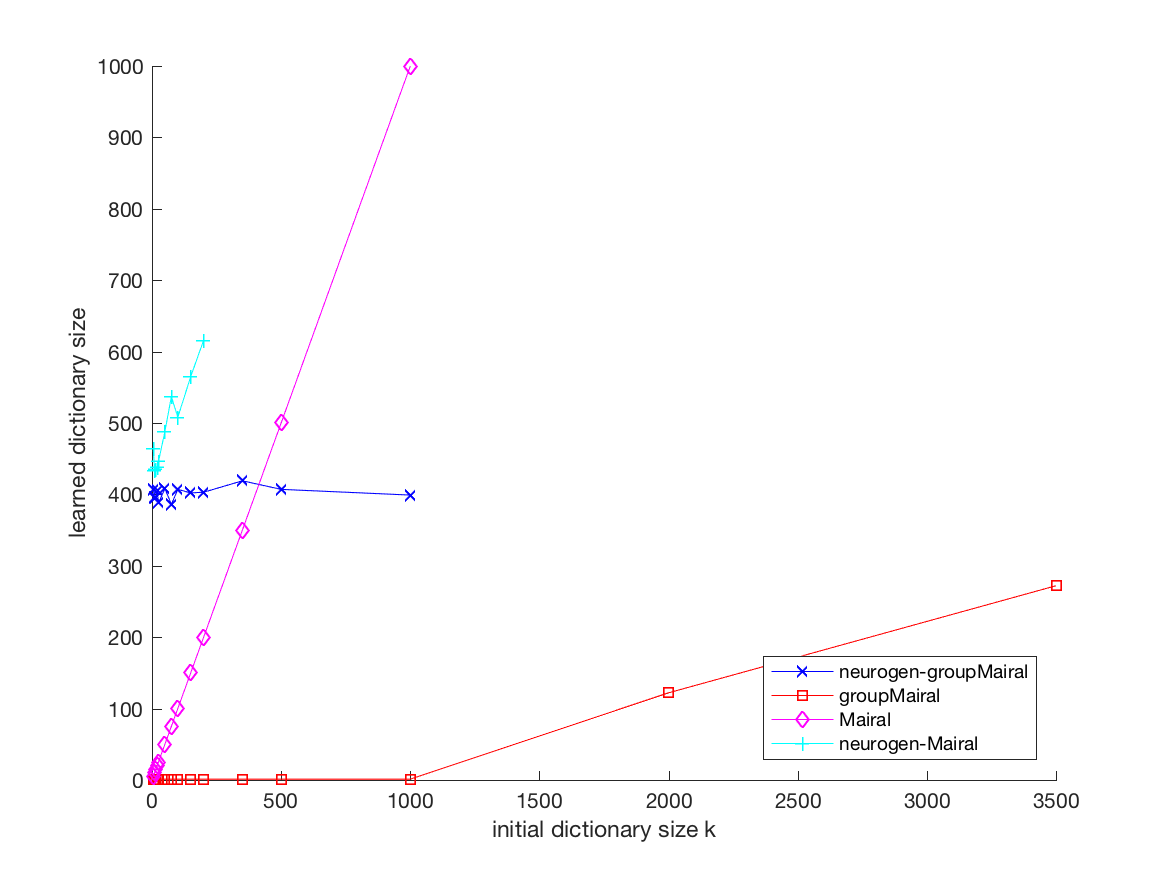 1000
900
800
700
600
500
400
300
200
100
0
learned dictionary size
0 500 1000 1500 2000 2500 3000 3500
initial dictionary size k
neurogen-groupMairal
groupMairal
Mairal
neurogen-Mairal